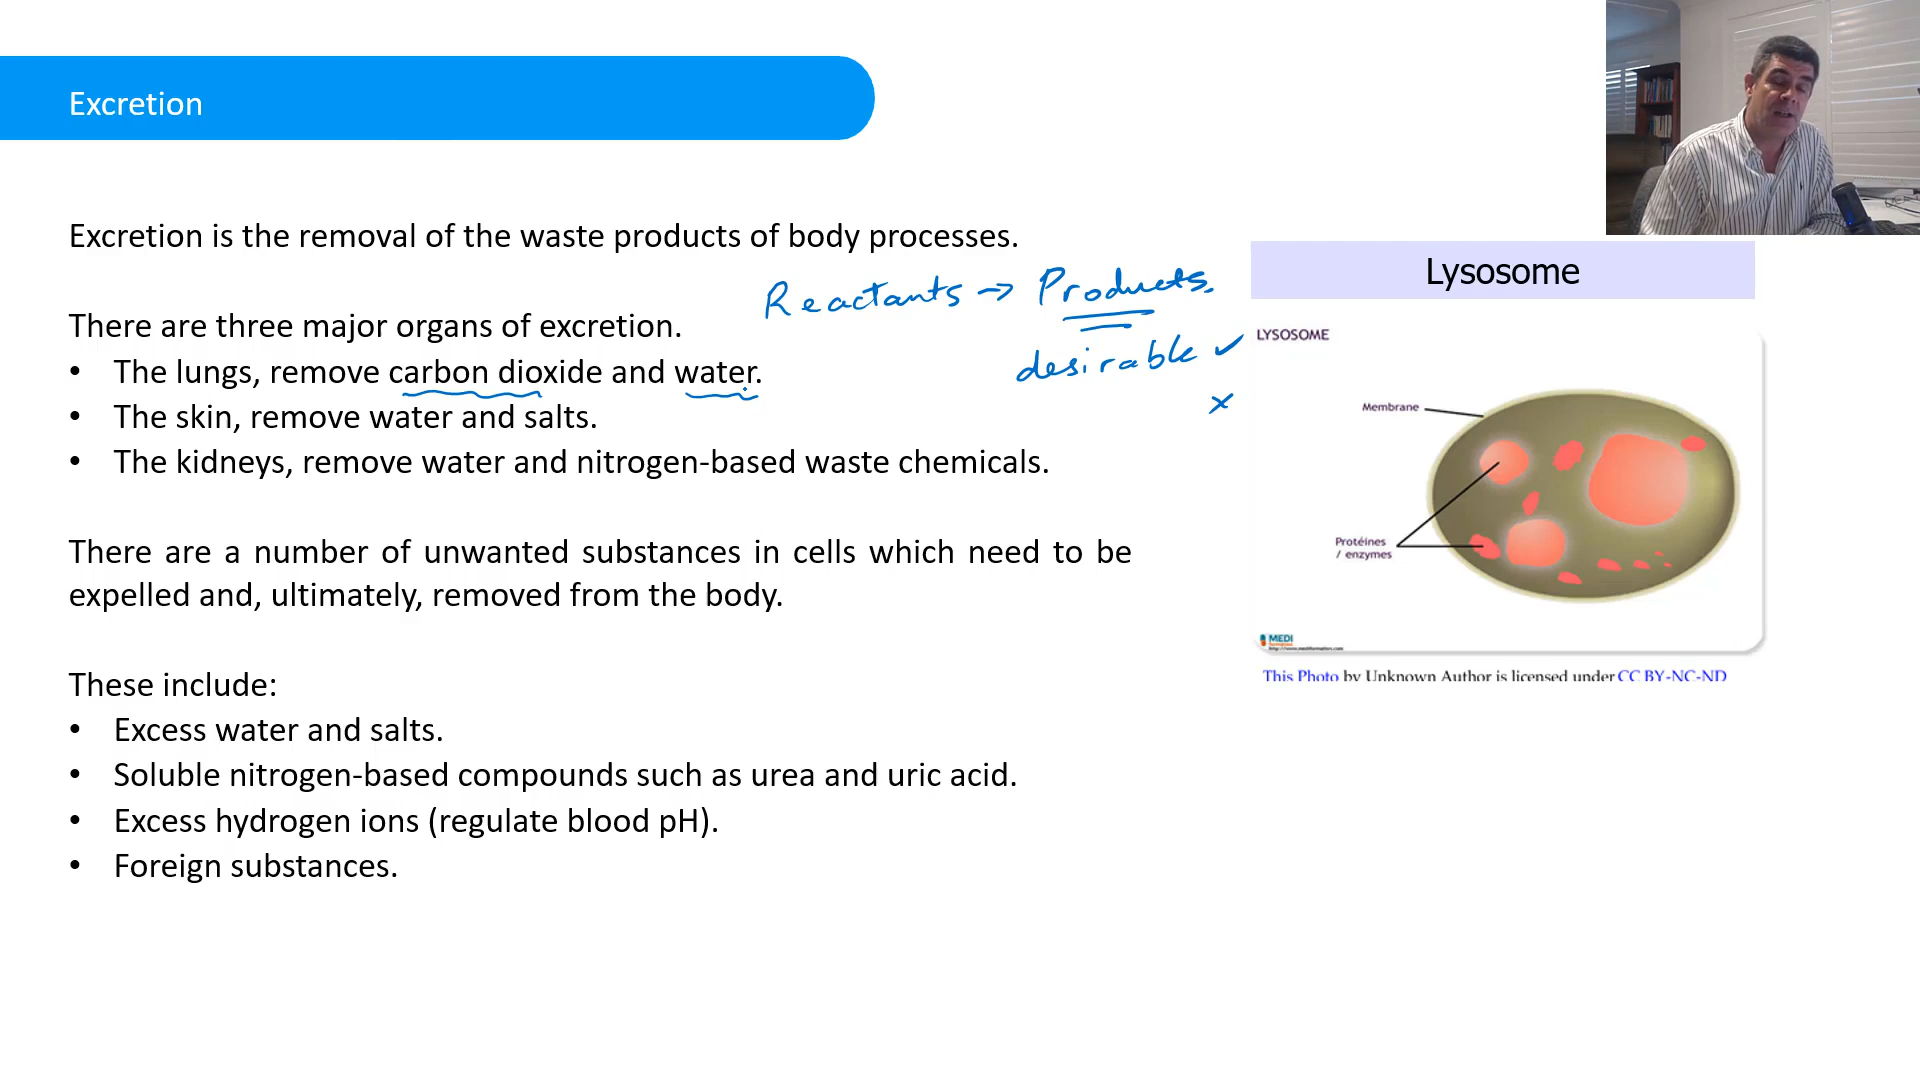 Excretion
Excretion is the removal of the waste products of body processes.
Reactants → Products.
There are three major organs of excretion.
desirable ✓
x
• The lungs, remove carbon dioxide and water.
• The skin, remove water and salts.
• The kidneys, remove water and nitrogen-based waste chemicals.
There are a number of unwanted substances in cells which need to be
expelled and, ultimately, removed from the body.
These include:
• Excess water and salts.
• Soluble nitrogen-based compounds such as urea and uric acid.
• Excess hydrogen ions (regulate blood pH).
• Foreign substances.
Lysosome
LYSOSOME
Membrane
Protéines
/ enzymes
MEDI
This Photo by Unknown Author is licensed under CC BY-NC-ND